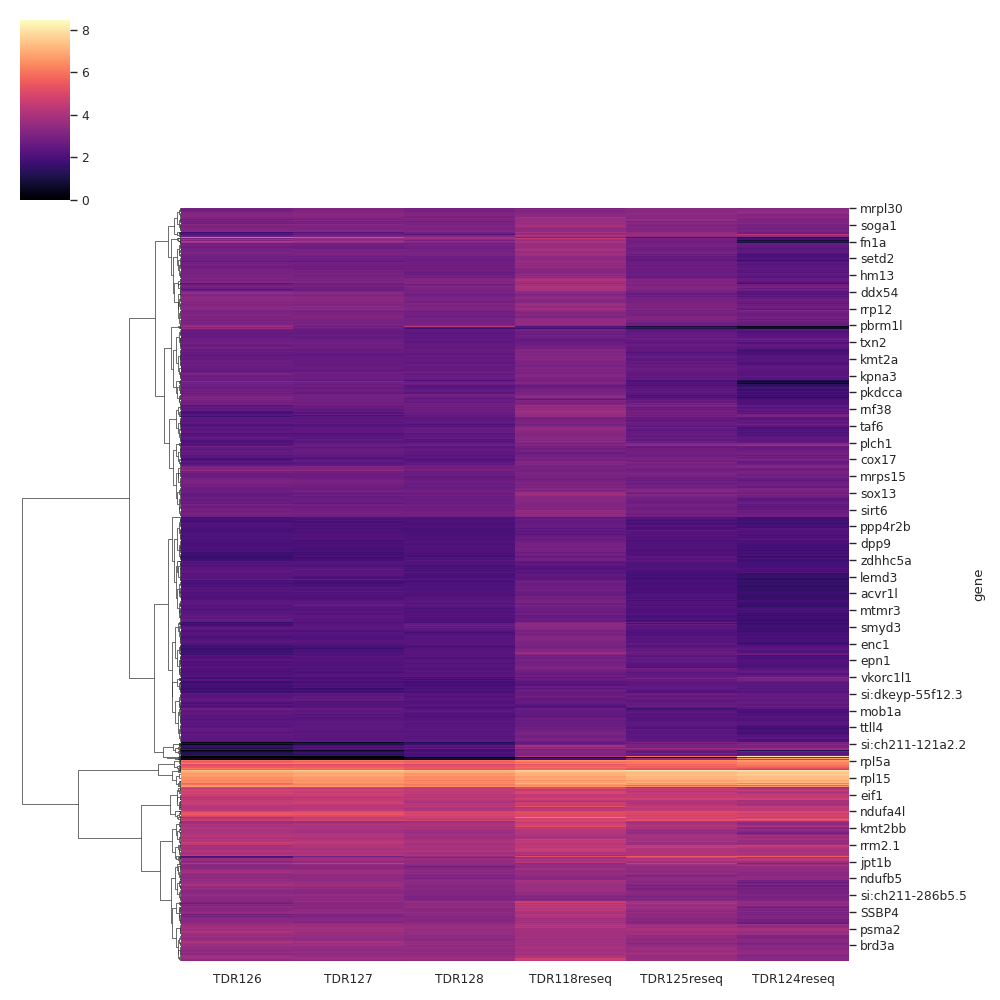 8
6
4
2
0
mrpl30
soga1
fn1a
setd2
hm13
ddx54
rrp12
pbrm1l
txn2
kmt2a
kpna3
pkdcca
rnf38
taf6
plch1
cox17
mrps15
sox13
sirt6
ppp4r2b
dpp9
zdhhc5a
lemd3
acvr1l
mtmr3
smyd3
enc1
epn1
vkorc1l1
si:dkeyp-55f12.3
mob1a
ttll4
si:ch211-121a2.2
rpl5a
rpl15
eif1
ndufa4l
kmt2bb
rrm2.1
jpt1b
ndufb5
si:ch211-286b5.5
SSBP4
psma2
brd3a
gene
TDR126 TDR127 TDR128 TDR118reseq TDR125reseq TDR124reseq